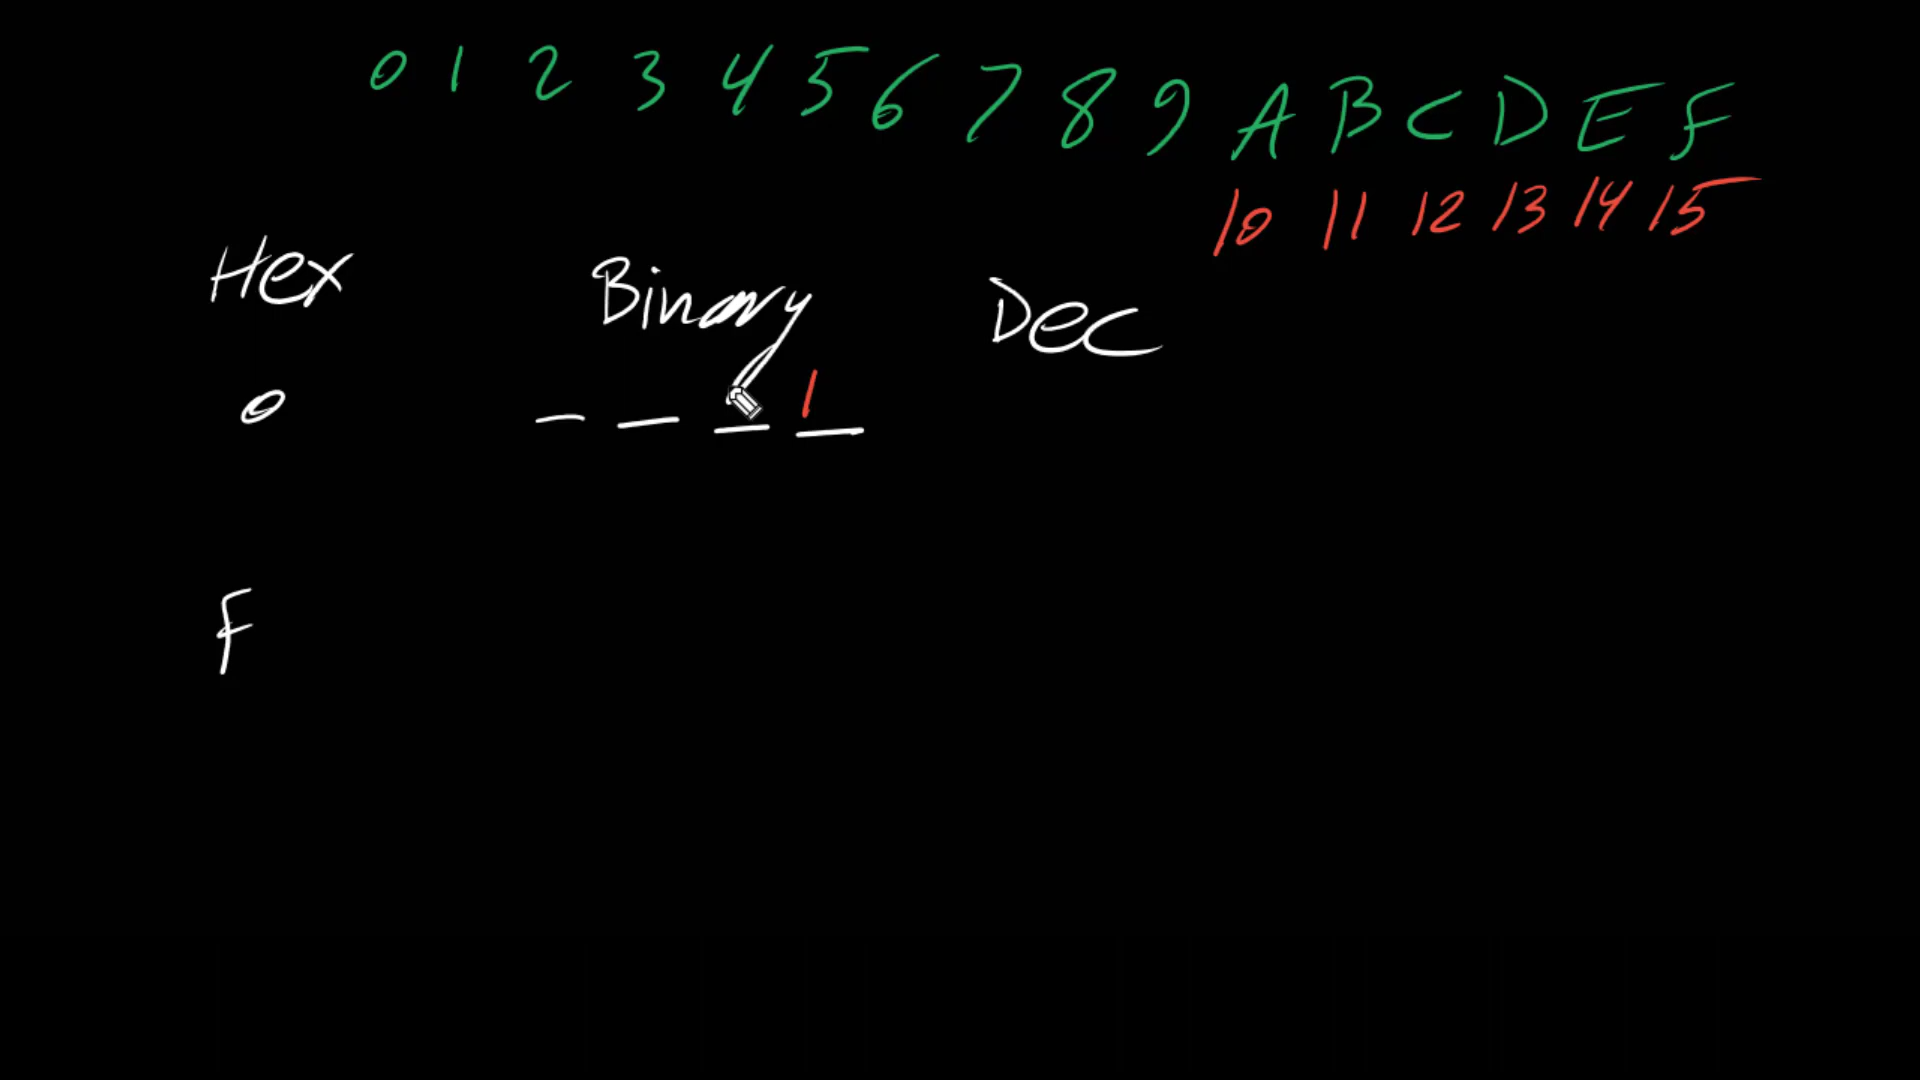 0 1 2 3 4 5 6 7 8 9 A B C D E F
10 11 12 13 14 15
Hex Binary Dec
0 _ _ _ _ 1
F